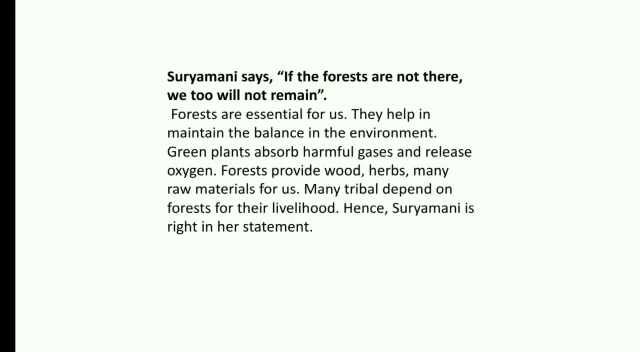 Suryamani says, “If the forests are not there,
we too will not remain”.
Forests are essential for us. They help in
maintain the balance in the environment.
Green plants absorb harmful gases and release
oxygen. Forests provide wood, herbs, many
raw materials for us. Many tribal depend on
forests for their livelihood. Hence, Suryamani is
right in her statement.